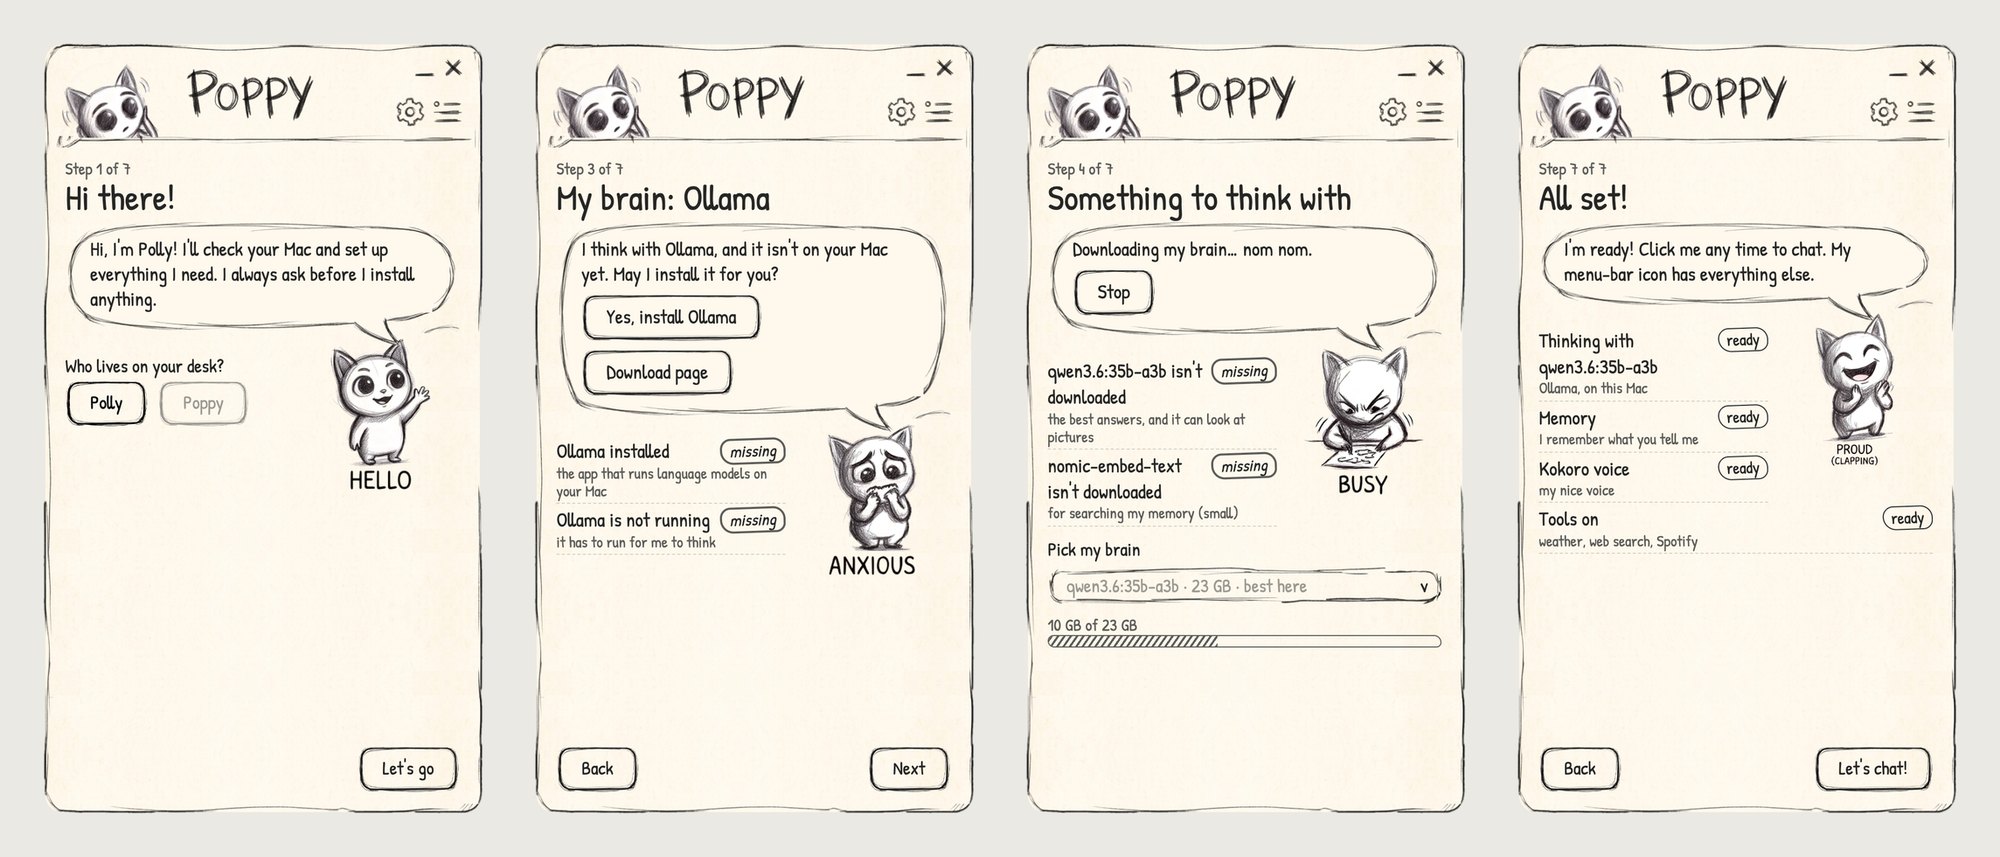 Poppy
Step 1 of 7
Hi there!
Hi, I'm Polly! I'll check your Mac and set up
everything I need. I always ask before I install
anything.
Who lives on your desk?
Polly
Poppy
HELLO
Let's go
Poppy
Step 3 of 7
My brain: Ollama
I think with Ollama, and it isn't on your Mac
yet. May I install it for you?
Yes, install Ollama
Download page
Ollama installed
missing
the app that runs language models on
your Mac
Ollama is not running
missing
it has to run for me to think
ANXIOUS
Back
Next
Poppy
Step 4 of 7
Something to think with
Downloading my brain... nom nom.
Stop
qwen3.6:35b-a3b isn't
downloaded
missing
the best answers, and it can look at
pictures
nomic-embed-text
isn't downloaded
missing
for searching my memory (small)
BUSY
Pick my brain
qwen3.6:35b-a3b · 23 GB · best here
v
10 GB of 23 GB
Poppy
Step 7 of 7
All set!
I'm ready! Click me any time to chat. My
menu-bar icon has everything else.
Thinking with
qwen3.6:35b-a3b
ready
Ollama, on this Mac
Memory
ready
I remember what you tell me
Kokoro voice
ready
my nice voice
PROUD
(CLAPPING)
Tools on
ready
weather, web search, Spotify
Back
Let's chat!